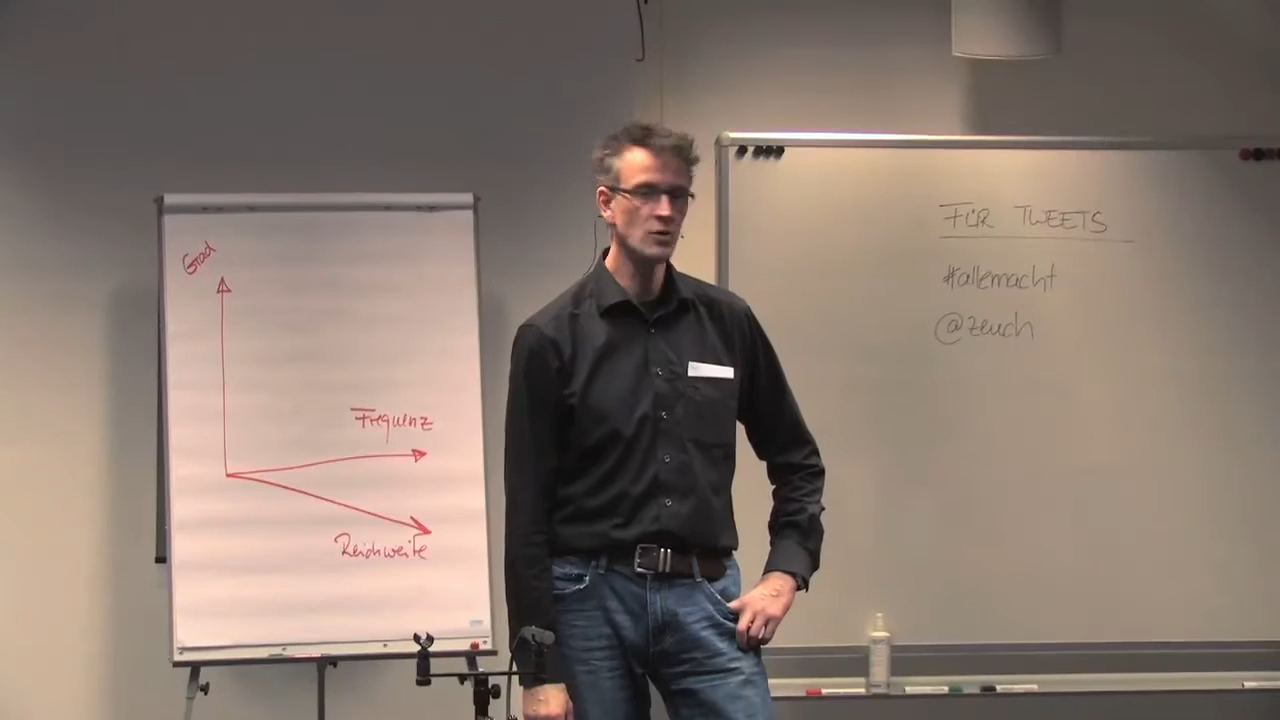 Grad
Frequenz
Reichweite
FÜR TWEETS
#allemacht
@zeuch